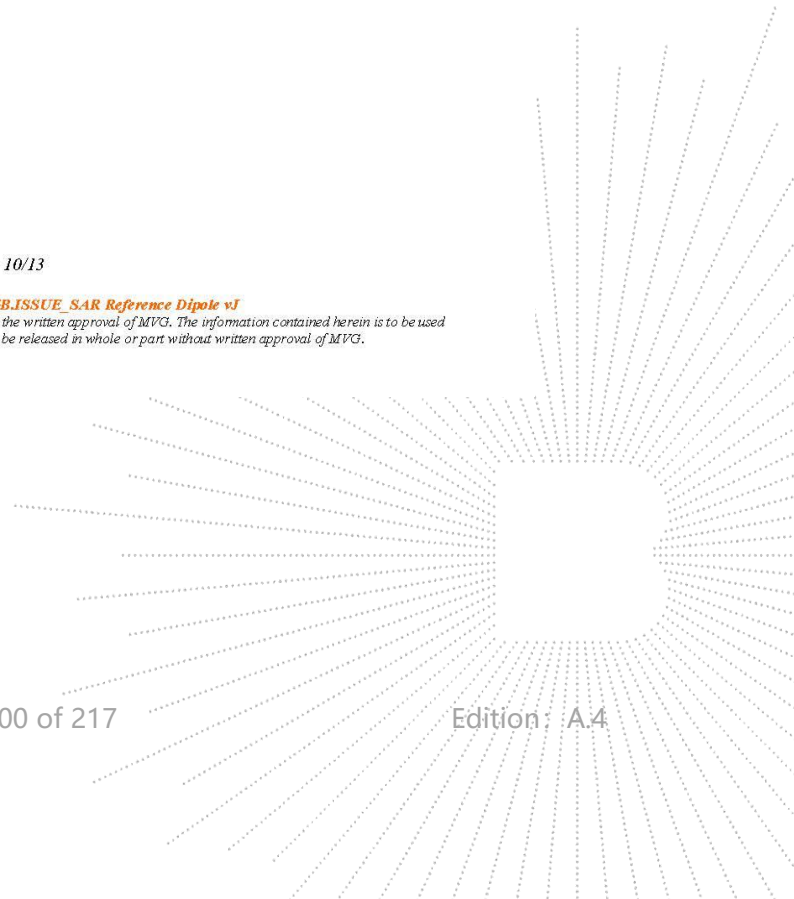 10/13
B.ISSUE_SAR Reference Dipole vJ
the written approval of MVG. The information contained herein is to be used
be released in whole or part without written approval of MVG.
00 of 217 Edition: A.4